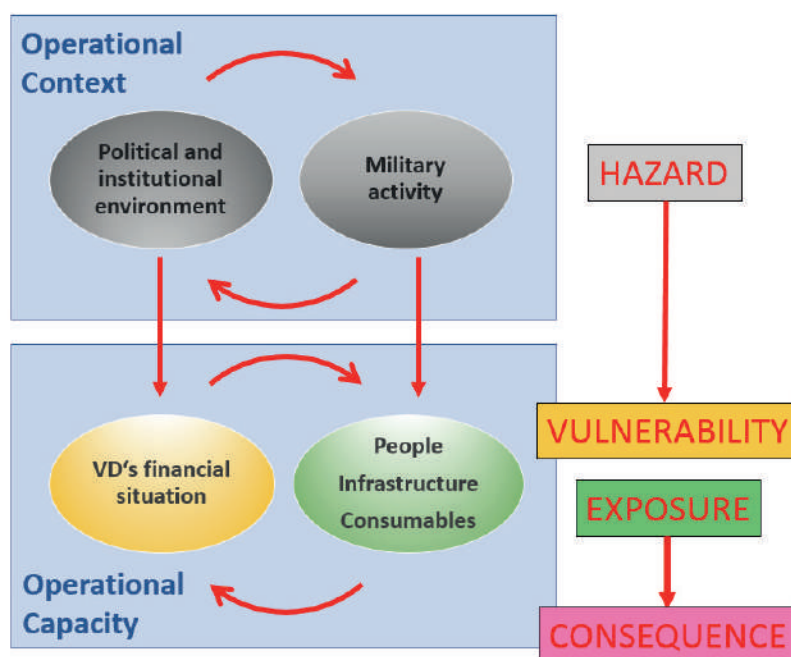 Operational
Context
Political and
institutional
environment
Military
activity
HAZARD
VD's financial
situation
People
Infrastructure
Consumables
VULNERABILITY
EXPOSURE
Operational
Capacity
CONSEQUENCE